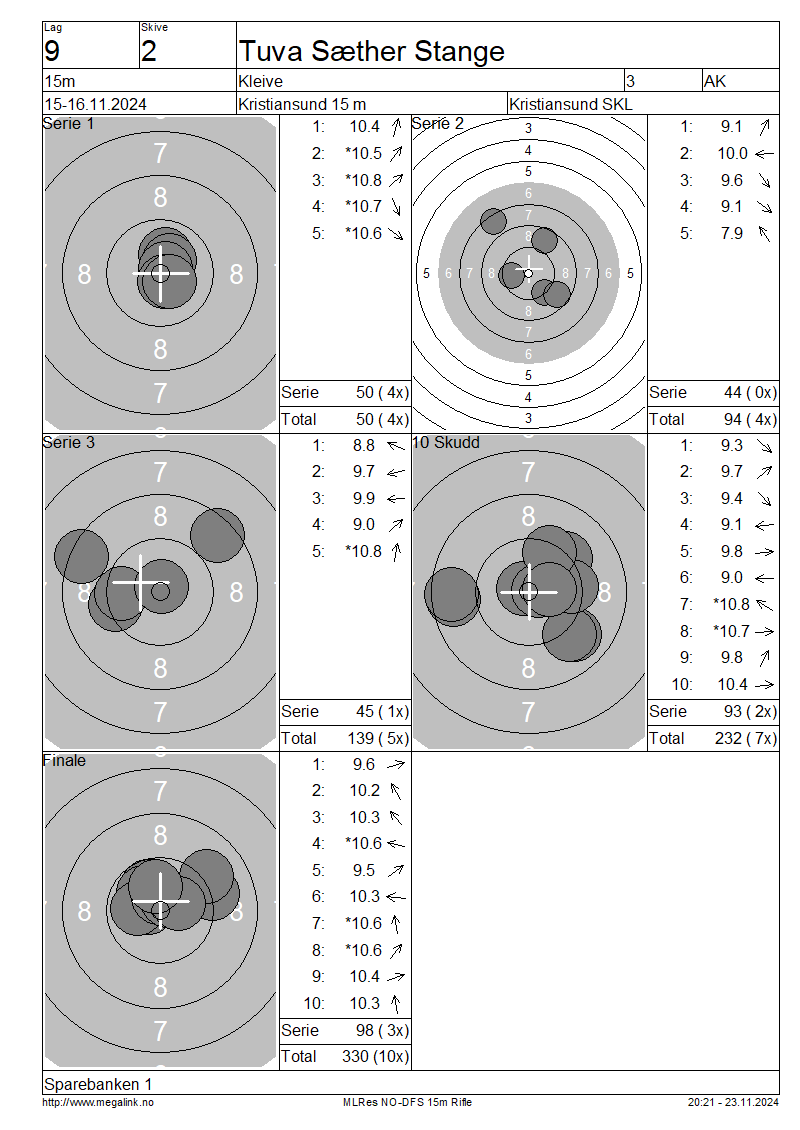 Lag
Skive
9
2
Tuva Sæther Stange
15m
Kleive
3
AK
15-16.11.2024
Kristiansund 15 m
Kristiansund SKL
Serie 1
7
8
8
8
8
7
1: 10.4
2: *10.5
3: *10.8
4: *10.7
5: *10.6
Serie 50 ( 4x)
Total 50 ( 4x)
Serie 2
3
4
5
6
7
8
5 6 7 8 8 7 6 5
8
7
6
5
4
3
1: 9.1
2: 10.0
3: 9.6
4: 9.1
5: 7.9
Serie 44 ( 0x)
Total 94 ( 4x)
Serie 3
7
8
8
8
8
7
1: 8.8
2: 9.7
3: 9.9
4: 9.0
5: *10.8
Serie 45 ( 1x)
Total 139 ( 5x)
10 Skudd
7
8
8
8
7
1: 9.3
2: 9.7
3: 9.4
4: 9.1
5: 9.8
6: 9.0
7: *10.8
8: *10.7
9: 9.8
10: 10.4
Serie 93 ( 2x)
Total 232 ( 7x)
Finale
7
8
8
8
8
7
1: 9.6
2: 10.2
3: 10.3
4: *10.6
5: 9.5
6: 10.3
7: *10.6
8: *10.6
9: 10.4
10: 10.3
Serie 98 ( 3x)
Total 330 (10x)
Sparebanken 1
http://www.megalink.no
MLRes NO-DFS 15m Rifle
20:21 - 23.11.2024